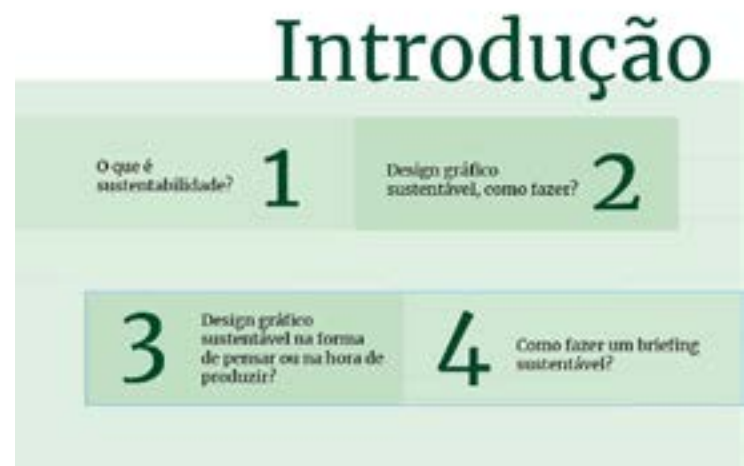 Introdução
O que é
sustentabilidade?
1
Design gráfico
sustentável, como fazer?
2
3
Design gráfico
sustentável na forma
de pensar ou na hora de
produzir?
4
Como fazer um briefing
sustentável?